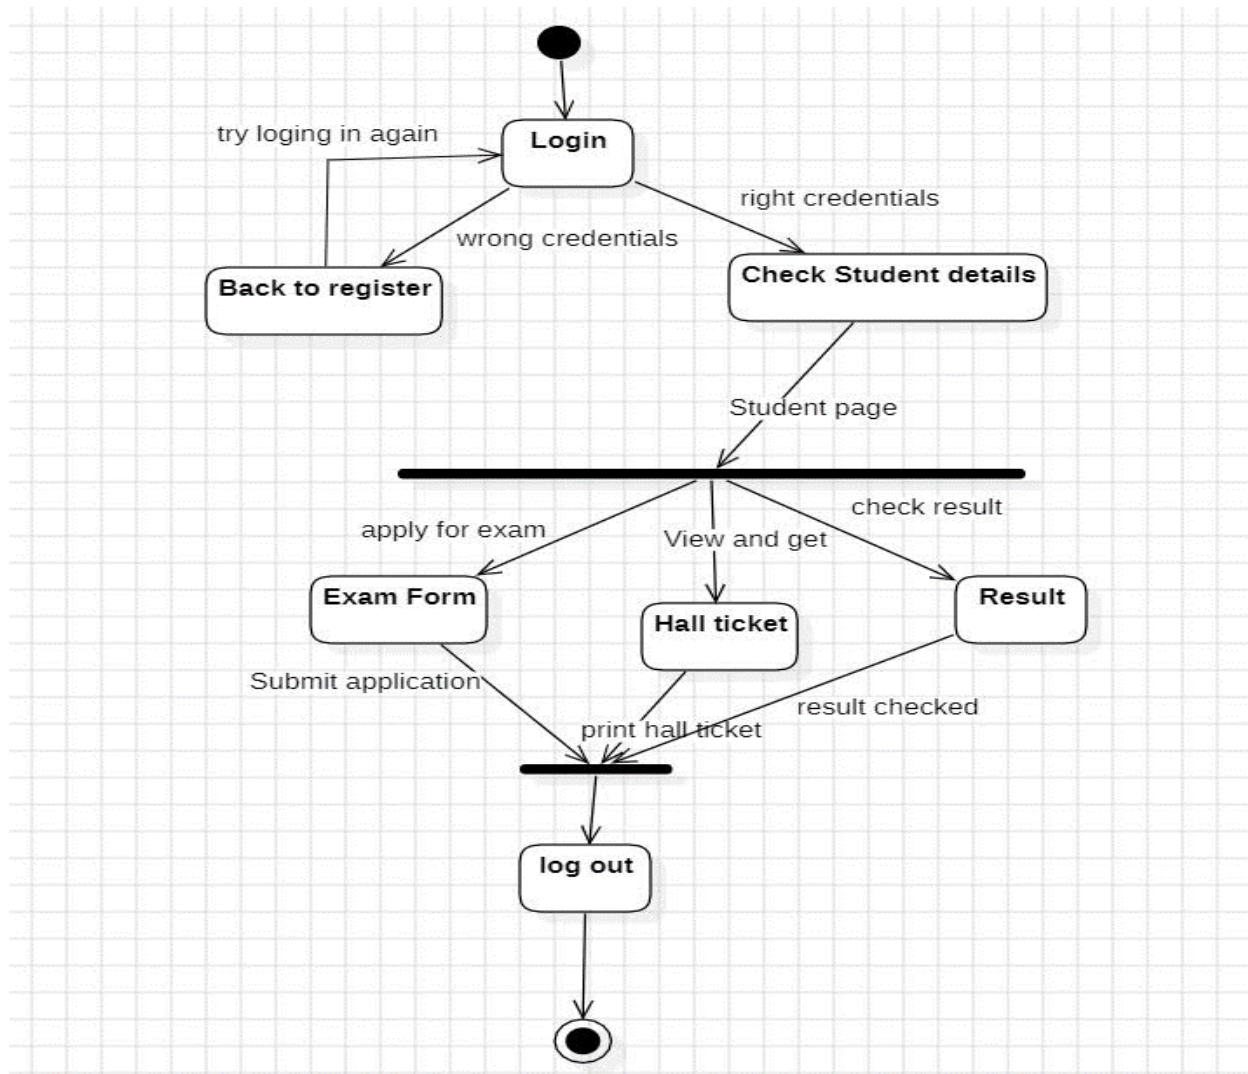 Login
try loging in again
right credentials
wrong credentials
Back to register
Check Student details
Student page
apply for exam
View and get
check result
Exam Form
Hall ticket
Result
Submit application
print hall ticket
result checked
log out